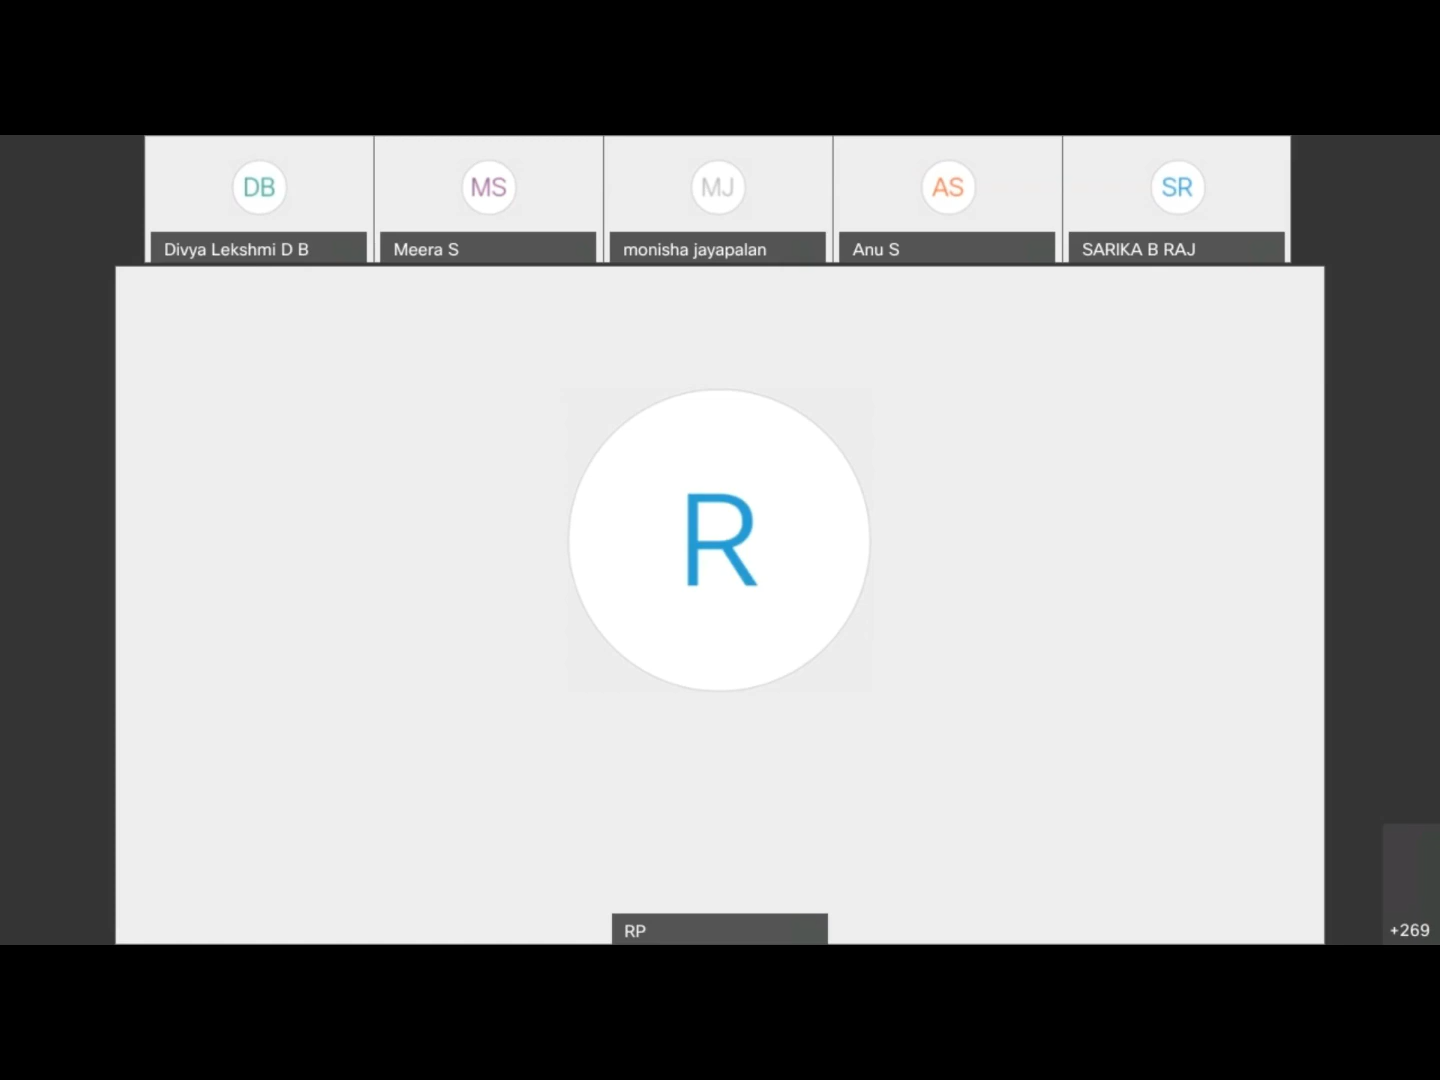 DB
MS
MJ
AS
SR
Divya Lekshmi D B
Meera S
monisha jayapalan
Anu S
SARIKA B RAJ
R
RP
+269